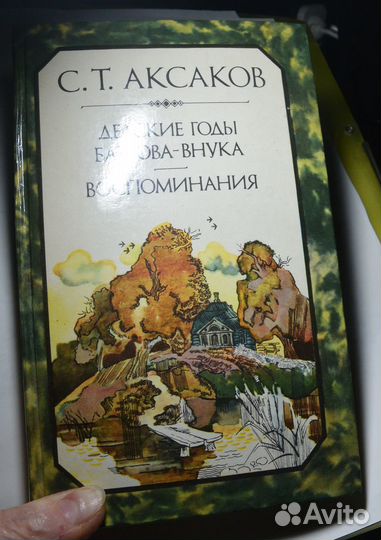 С. Т. АКСАКОВ
ДЕТСКИЕ ГОДЫ
БАГРОВА-ВНУКА
ВОСПОМИНАНИЯ
Avito